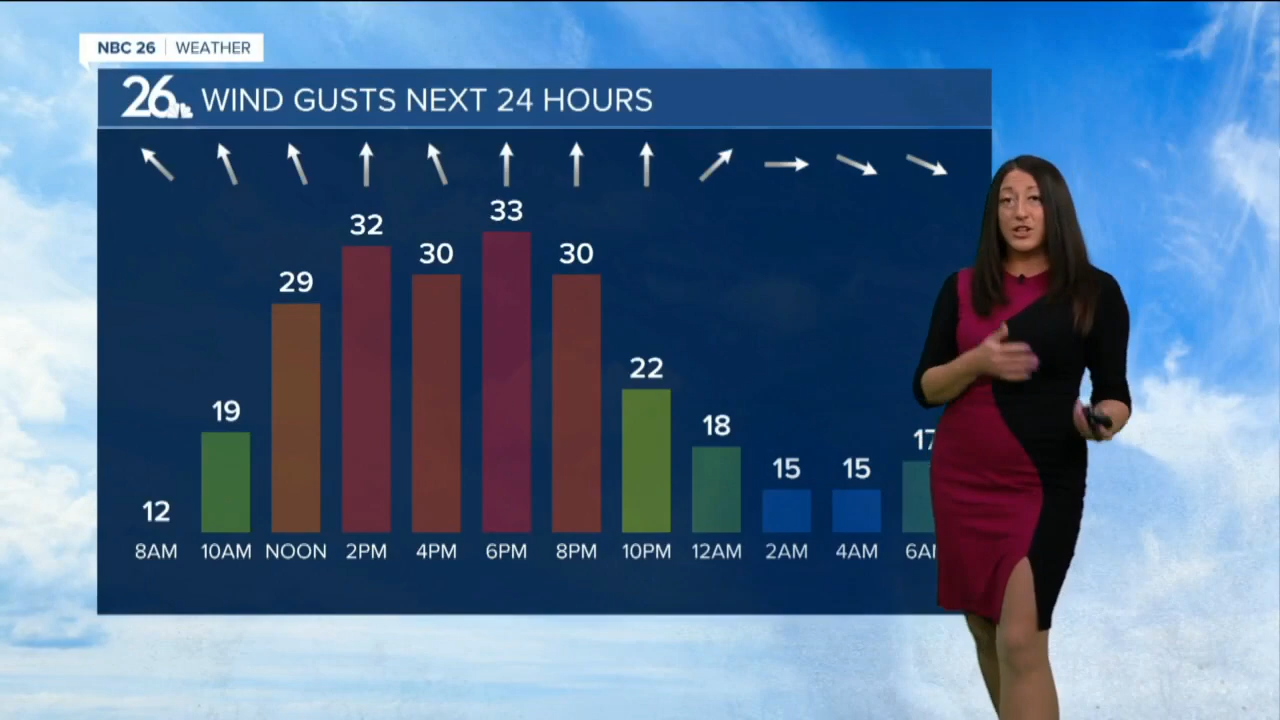 NBC 26 WEATHER
26 WIND GUSTS NEXT 24 HOURS
12 19 29 32 30 33 30 22 18 15 15 17
8AM 10AM NOON 2PM 4PM 6PM 8PM 10PM 12AM 2AM 4AM